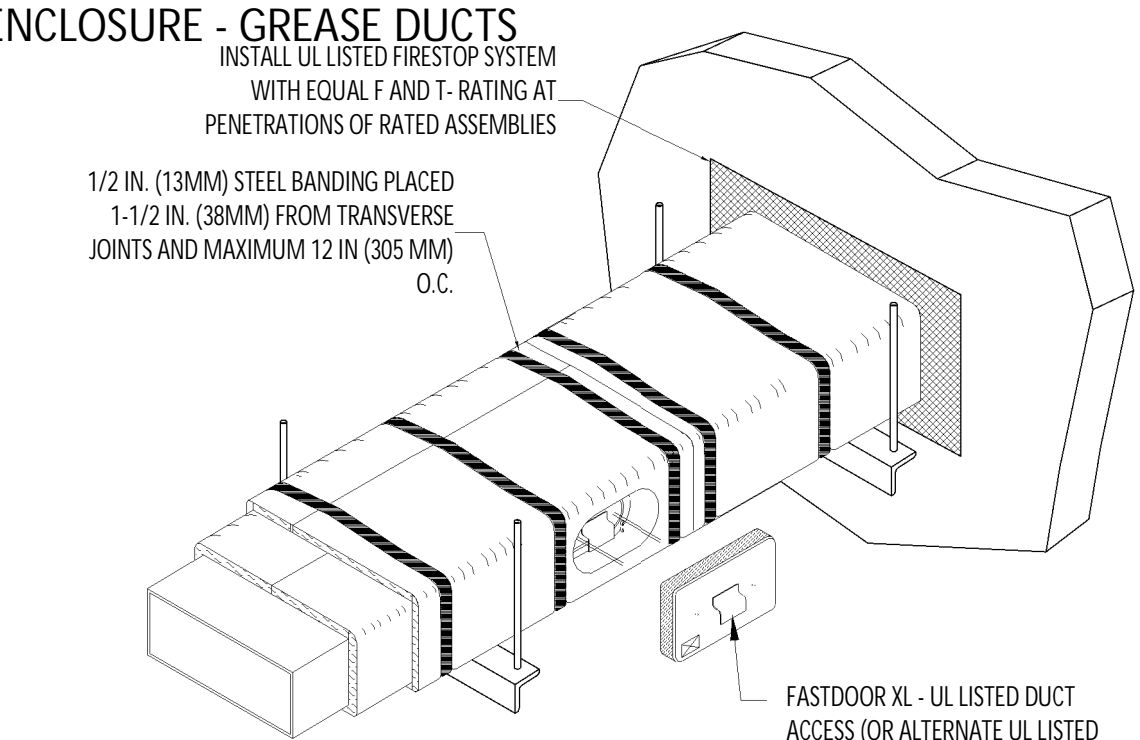 ENCLOSURE - GREASE DUCTS
INSTALL UL LISTED FIRESTOP SYSTEM
WITH EQUAL F AND T- RATING AT
PENETRATIONS OF RATED ASSEMBLIES
1/2 IN. (13MM) STEEL BANDING PLACED
1-1/2 IN. (38MM) FROM TRANSVERSE
JOINTS AND MAXIMUM 12 IN (305 MM)
O.C.
FASTDOOR XL - UL LISTED DUCT
ACCESS (OR ALTERNATE UL LISTED